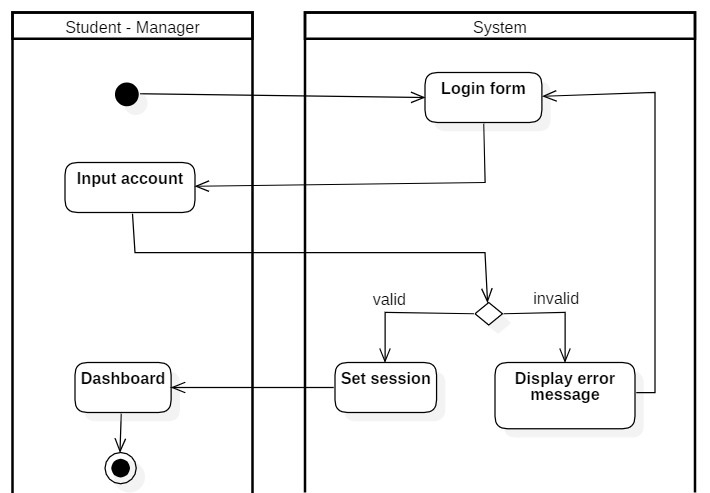 Student - Manager
System
Login form
Input account
valid
invalid
Dashboard
Set session
Display error
message